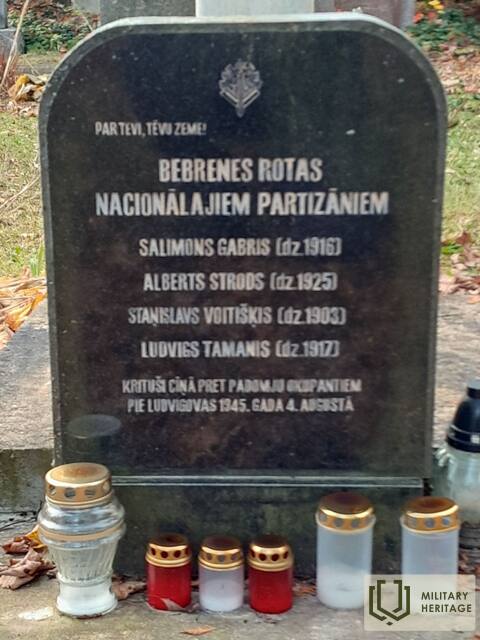 PAR TEVI, TĒVU ZEME!
BEBRENES ROTAS
NACIONĀLAJIEM PARTIZĀNIEM
SALIMONS GABRIS (dz.1916)
ALBERTS STRODS (dz.1925)
STAŅISLAVS VOITIŠĶIS (dz.1903)
LUDVIGS TAMANIS (dz.1917)
KRITUŠI CĪŅĀ PRET PADOMJU OKUPANTIEM
PIE LUDVIGOVAS 1945. GADA 4. AUGUSTĀ
MILITARY
HERITAGE